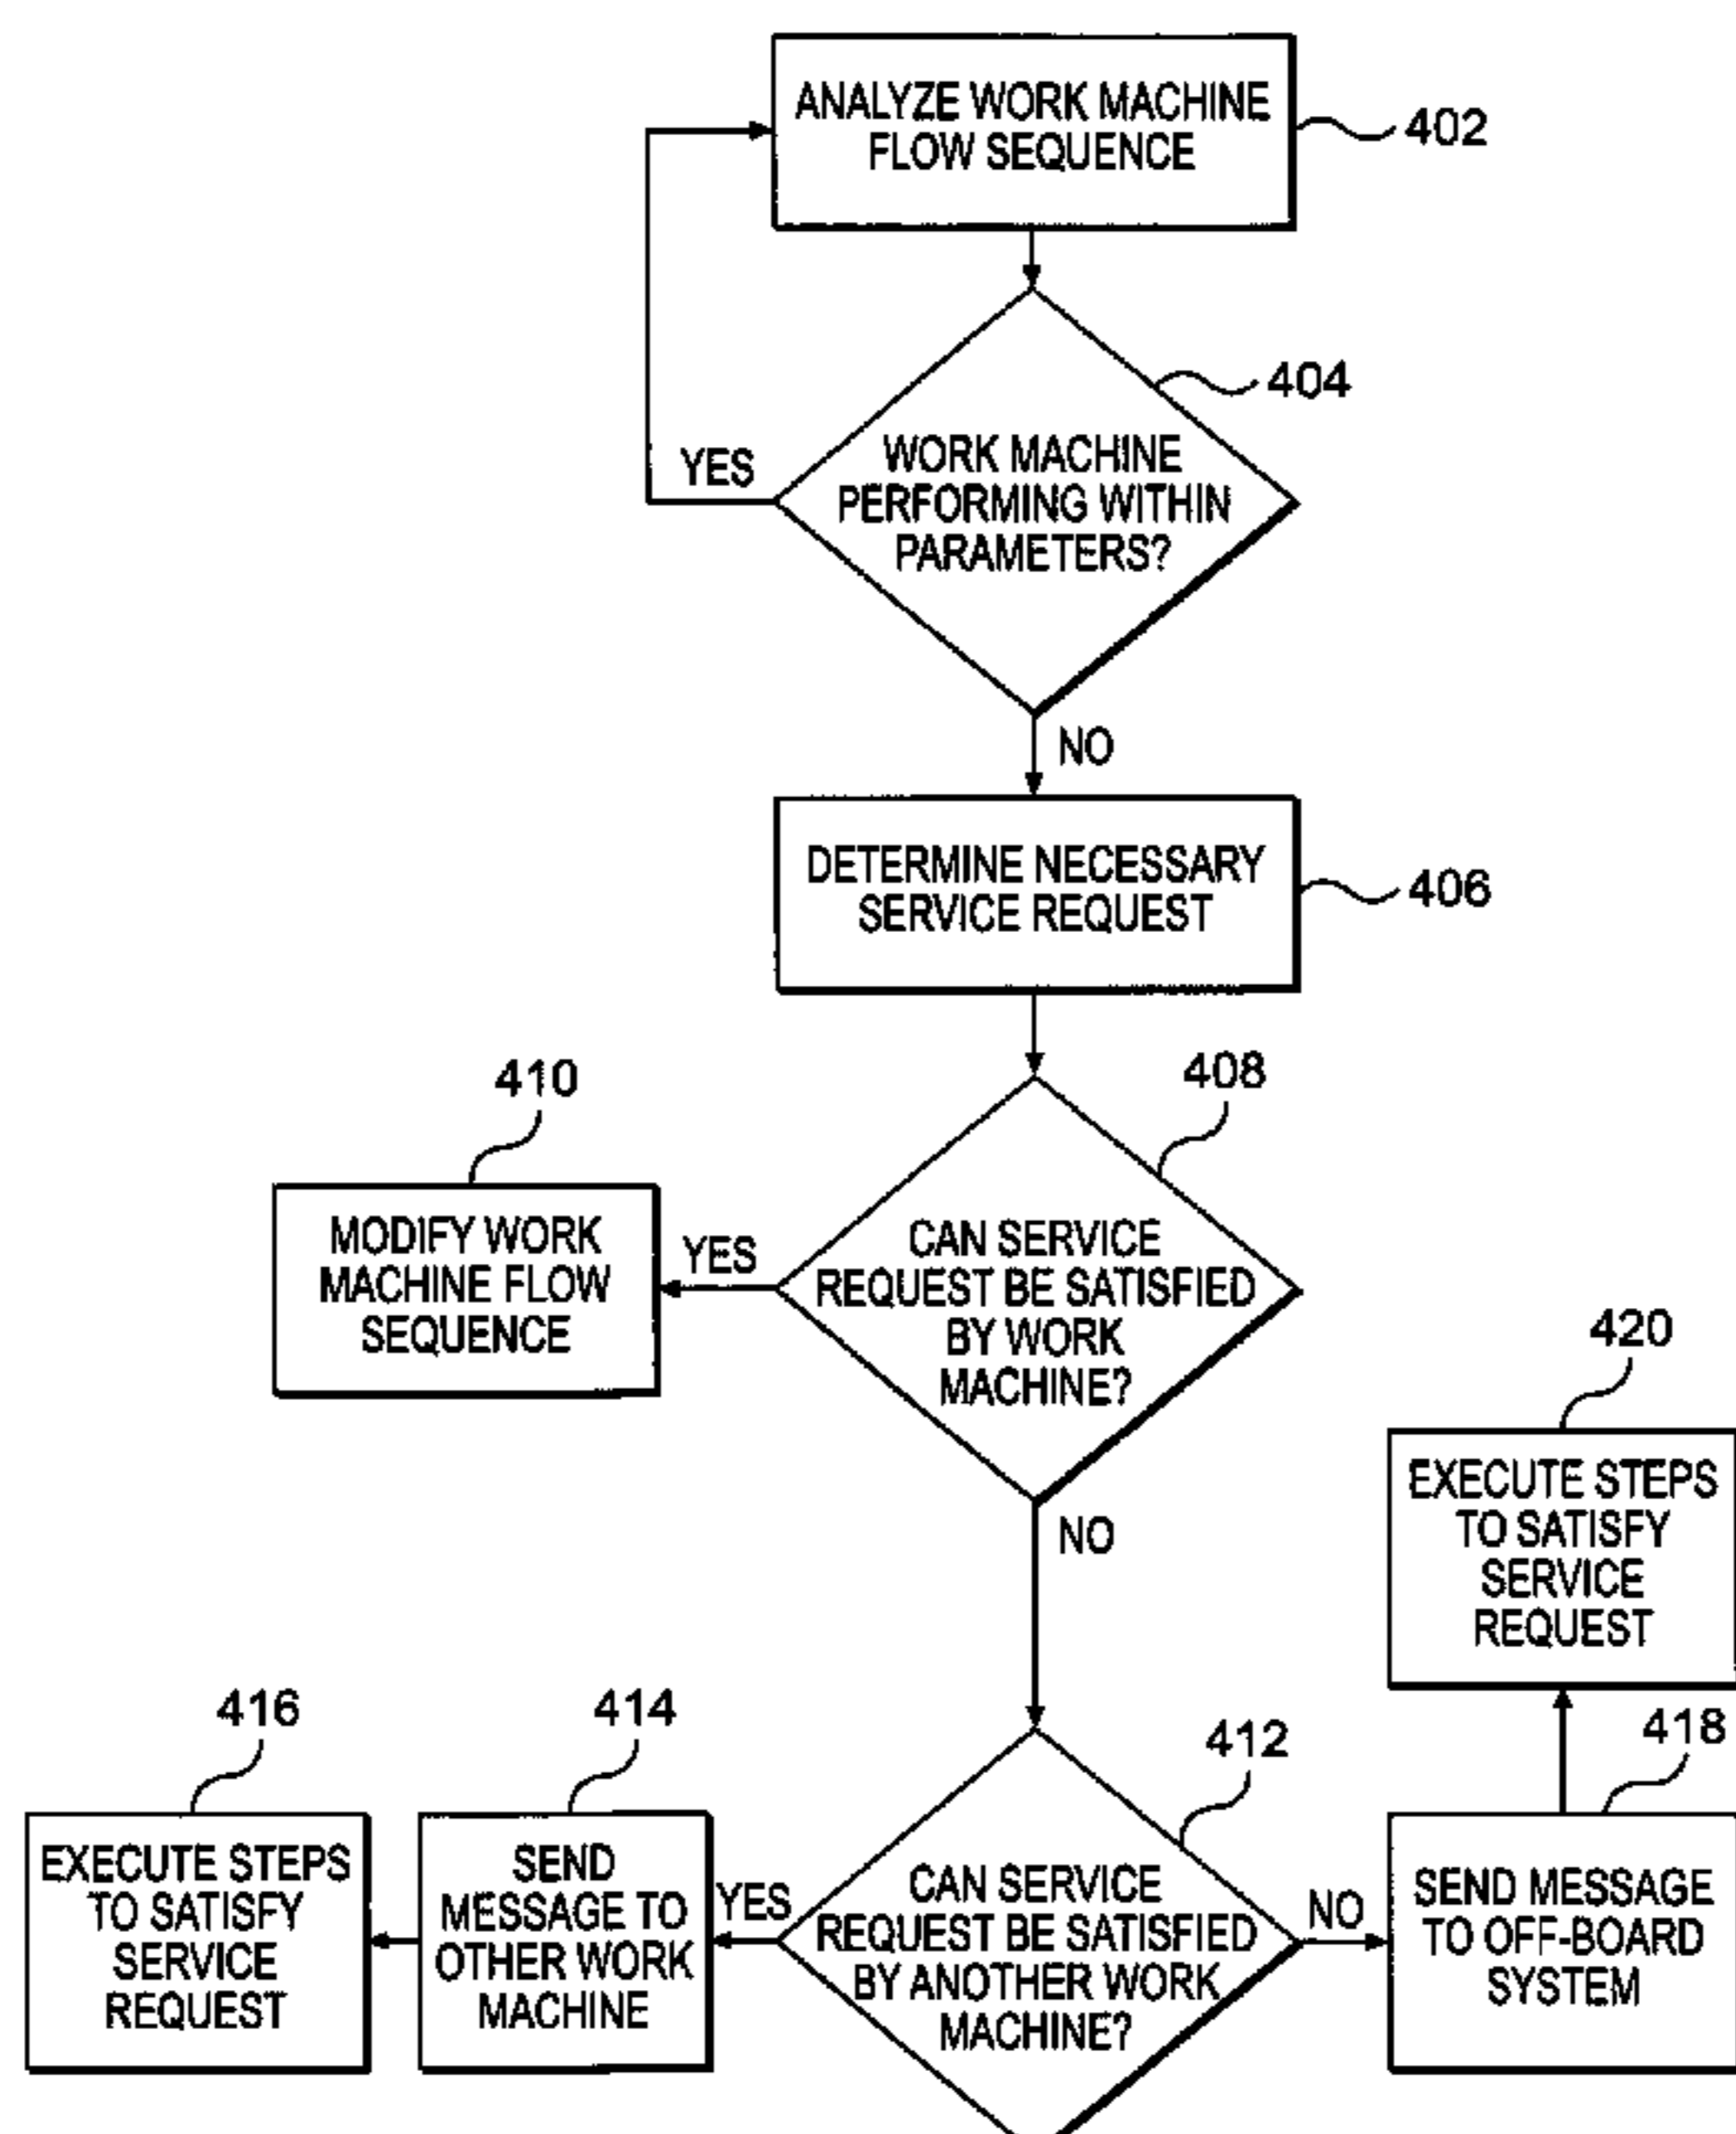 ANALYZE WORK MACHINE
FLOW SEQUENCE
402
404
WORK MACHINE
PERFORMING WITHIN
PARAMETERS?
YES
NO
DETERMINE NECESSARY
SERVICE REQUEST
406
408
410
CAN SERVICE
REQUEST BE SATISFIED
BY WORK
MACHINE?
YES
MODIFY WORK
MACHINE FLOW
SEQUENCE
NO
420
EXECUTE STEPS
TO SATISFY
SERVICE
REQUEST
416
414
412
418
EXECUTE STEPS
TO SATISFY
SERVICE
REQUEST
SEND
MESSAGE TO
OTHER WORK
MACHINE
YES
CAN SERVICE
REQUEST BE SATISFIED
BY ANOTHER WORK
MACHINE?
NO
SEND MESSAGE
TO OFF-BOARD
SYSTEM